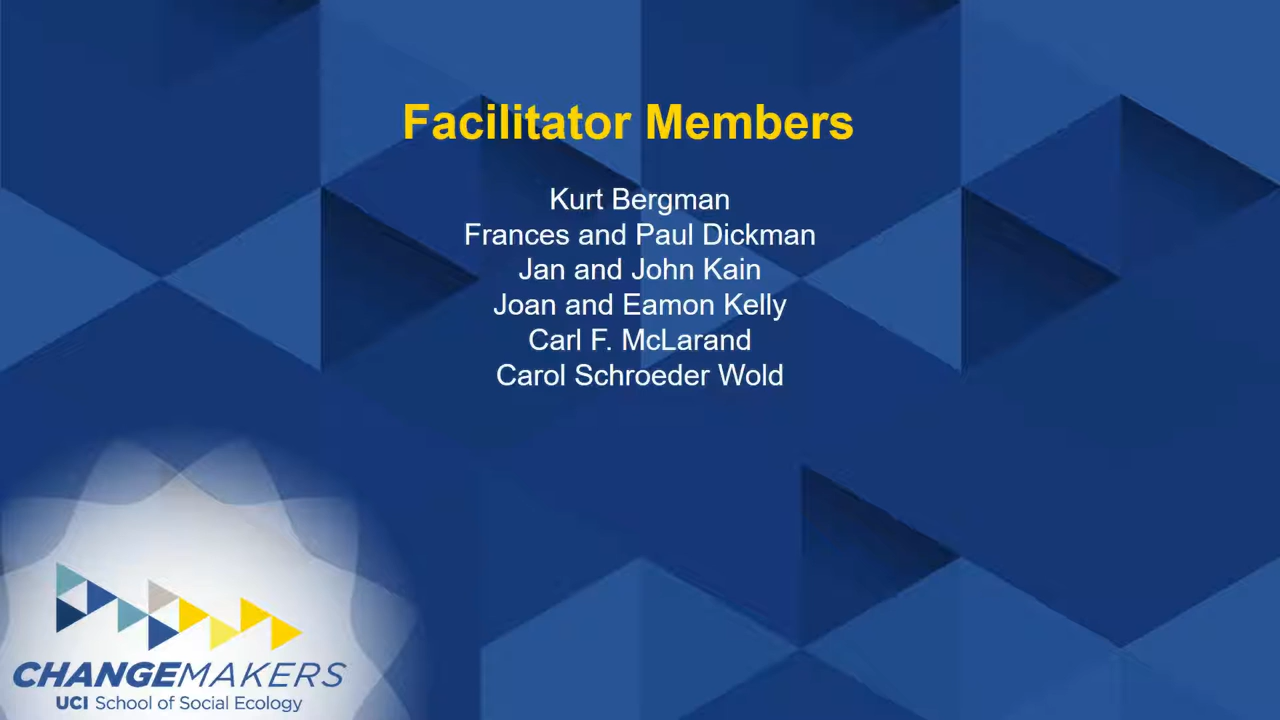 Facilitator Members
Kurt Bergman
Frances and Paul Dickman
Jan and John Kain
Joan and Eamon Kelly
Carl F. McLarand
Carol Schroeder Wold
CHANGEMAKERS
UCI School of Social Ecology